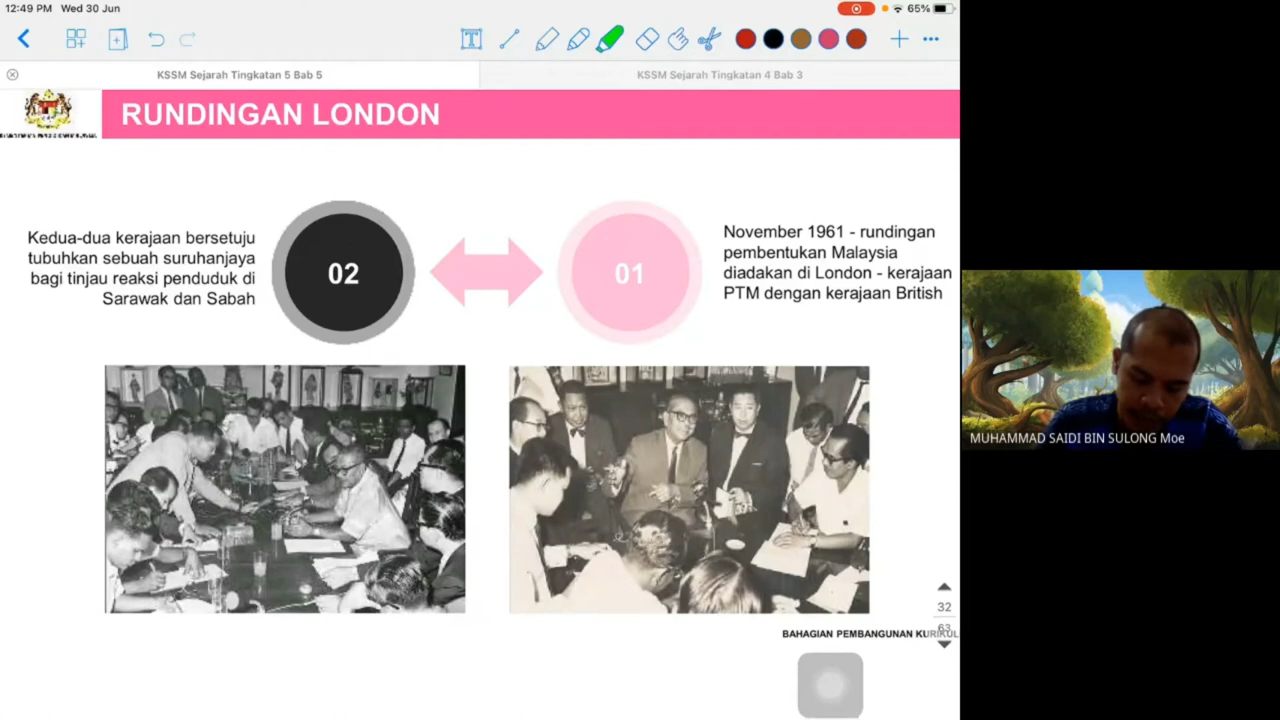 12:49 PM Wed 30 Jun
65%
KSSM Sejarah Tingkatan 5 Bab 5
KSSM Sejarah Tingkatan 4 Bab 3
RUNDINGAN LONDON
Kedua-dua kerajaan bersetuju
tubuhkan sebuah suruhanjaya
bagi tinjau reaksi penduduk di
Sarawak dan Sabah
02
01
November 1961 - rundingan
pembentukan Malaysia
diadakan di London - kerajaan
PTM dengan kerajaan British
MUHAMMAD SAIDI BIN SULONG Moe
32
63
BAHAGIAN PEMBANGUNAN KURIKUL